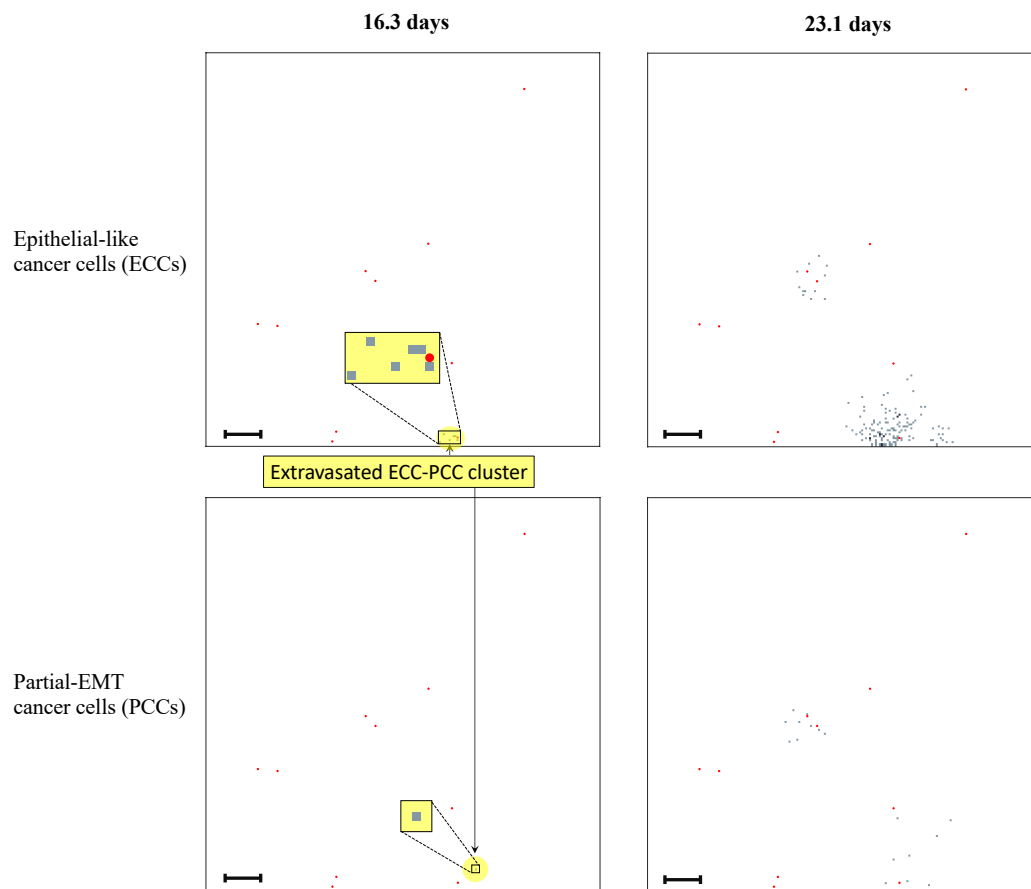 16.3 days
23.1 days
Epithelial-like
cancer cells (ECCs)
Extravasated ECC-PCC cluster
Partial-EMT
cancer cells (PCCs)